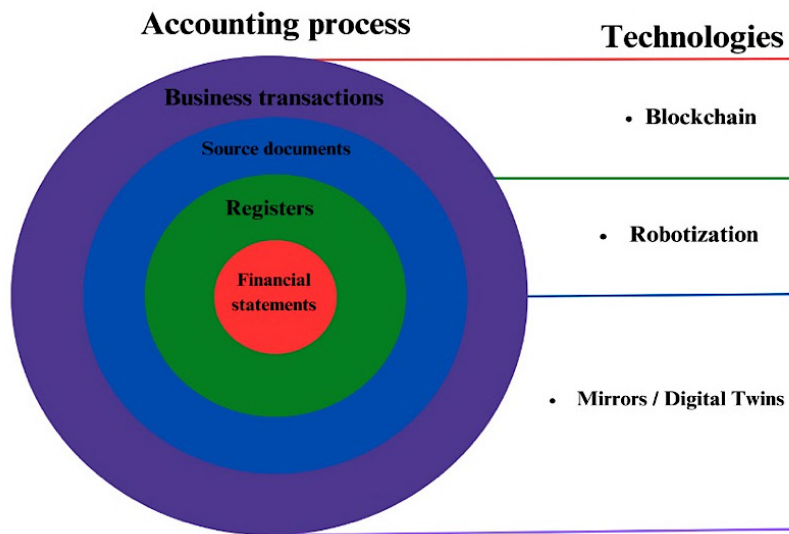 Accounting process
Technologies
Business transactions
• Blockchain
Source documents
Registers
• Robotization
Financial
statements
• Mirrors / Digital Twins